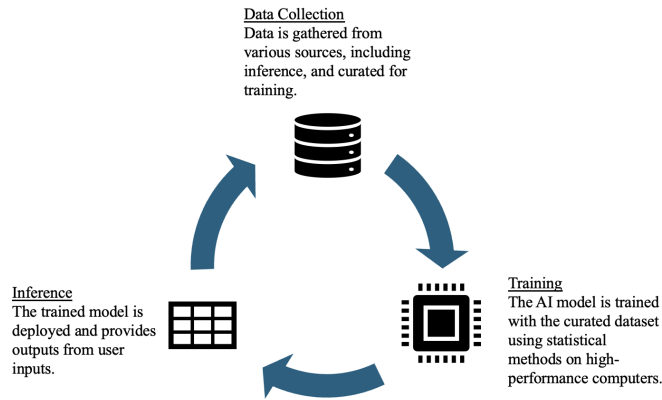 Data Collection
Data is gathered from
various sources, including
inference, and curated for
training.
Training
The AI model is trained
with the curated dataset
using statistical
methods on high-
performance computers.
Inference
The trained model is
deployed and provides
outputs from user
inputs.